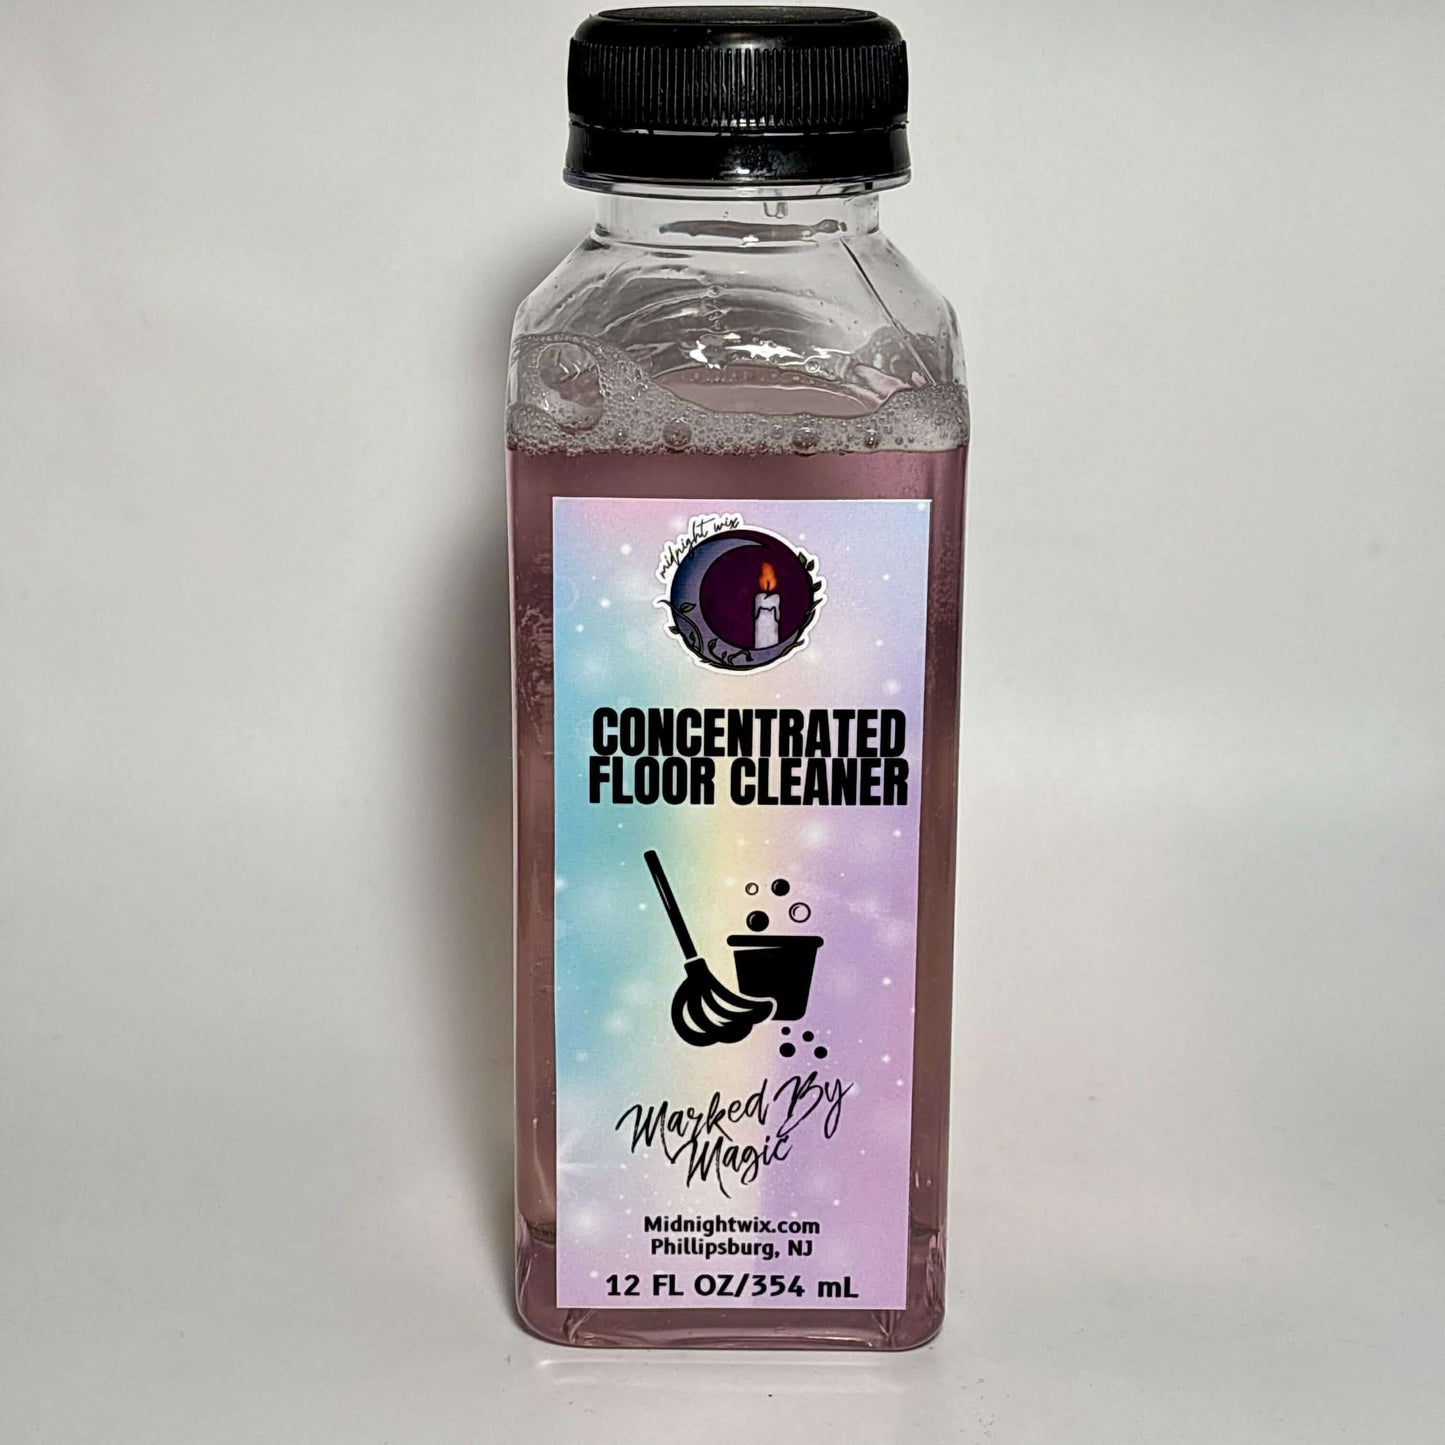 midnight wix
CONCENTRATED
FLOOR CLEANER
Marked By
Magic
Midnightwix.com
Phillipsburg, NJ
12 FL OZ/354 mL